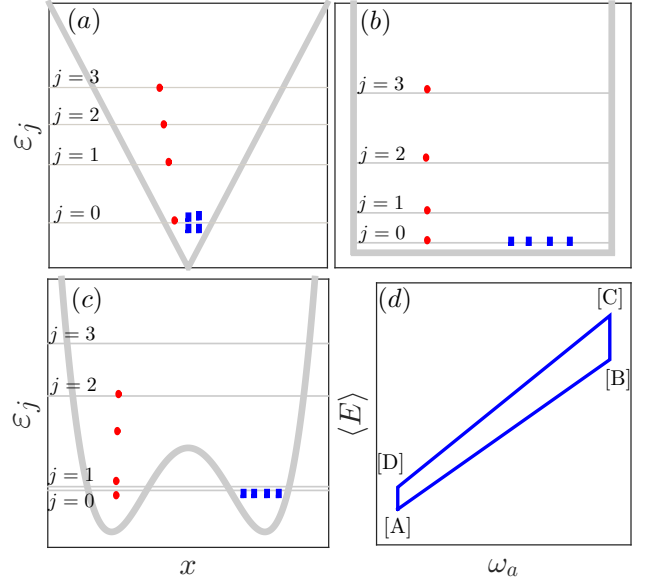 (a)
j = 3
j = 2
j = 1
j = 0
ε_j
(b)
j = 3
j = 2
j = 1
j = 0
(c)
j = 3
j = 2
j = 1
j = 0
ε_j
x
(d)
[C]
[B]
[D]
[A]
⟨E⟩
ω_a